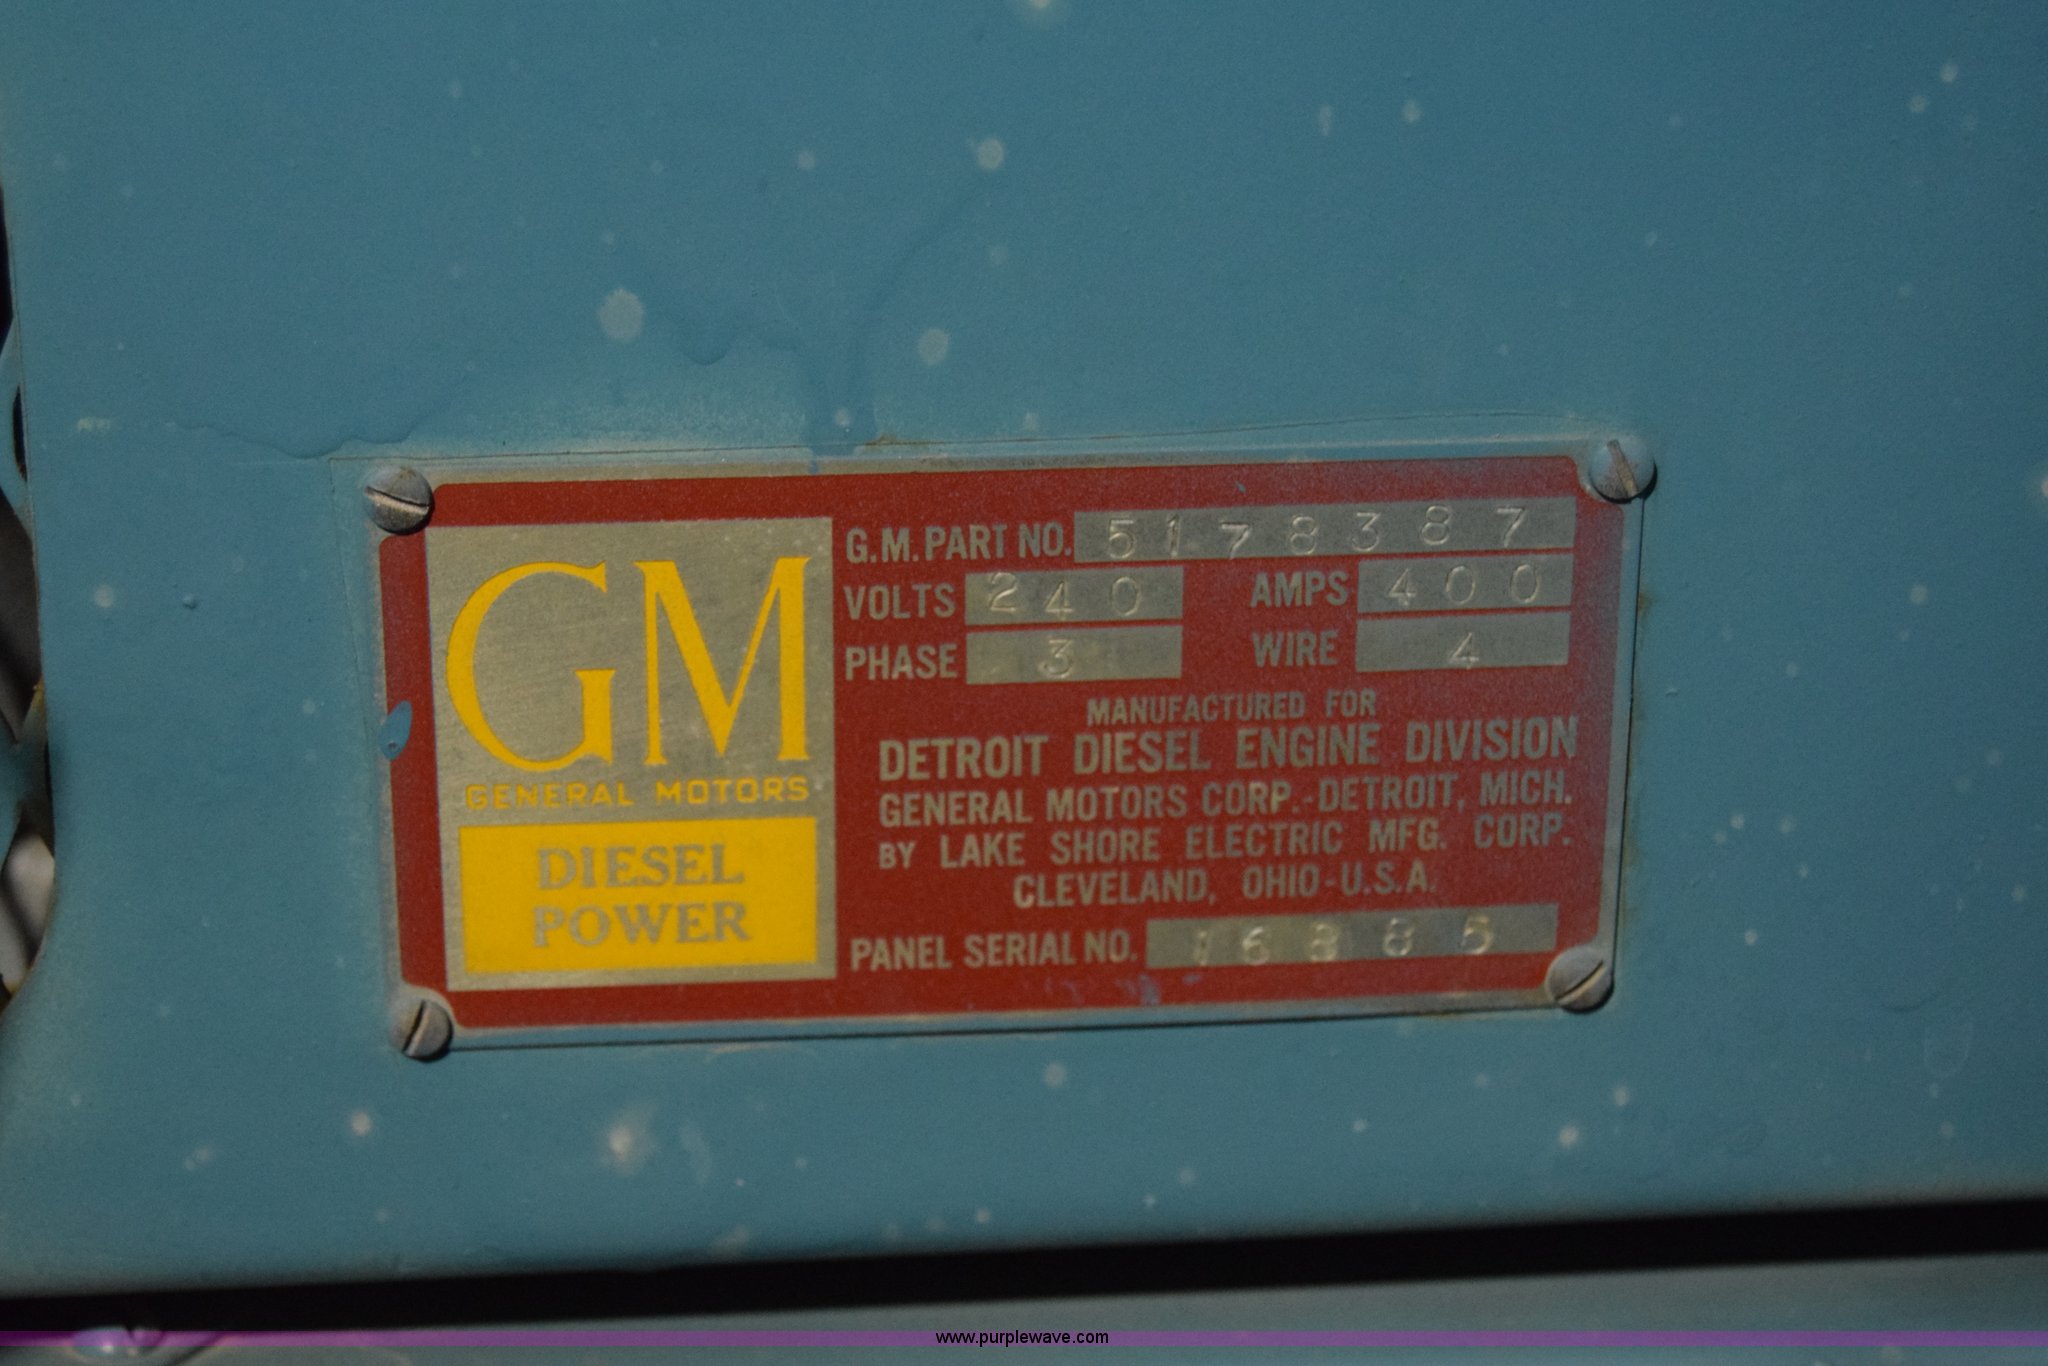 GM
GENERAL MOTORS
DIESEL
POWER
G.M. PART NO. 5178387
VOLTS 240 AMPS 400
PHASE 3 WIRE 4
MANUFACTURED FOR
DETROIT DIESEL ENGINE DIVISION
GENERAL MOTORS CORP.-DETROIT, MICH.
BY LAKE SHORE ELECTRIC MFG. CORP.
CLEVELAND, OHIO-U.S.A.
PANEL SERIAL NO.
www.purplewave.com